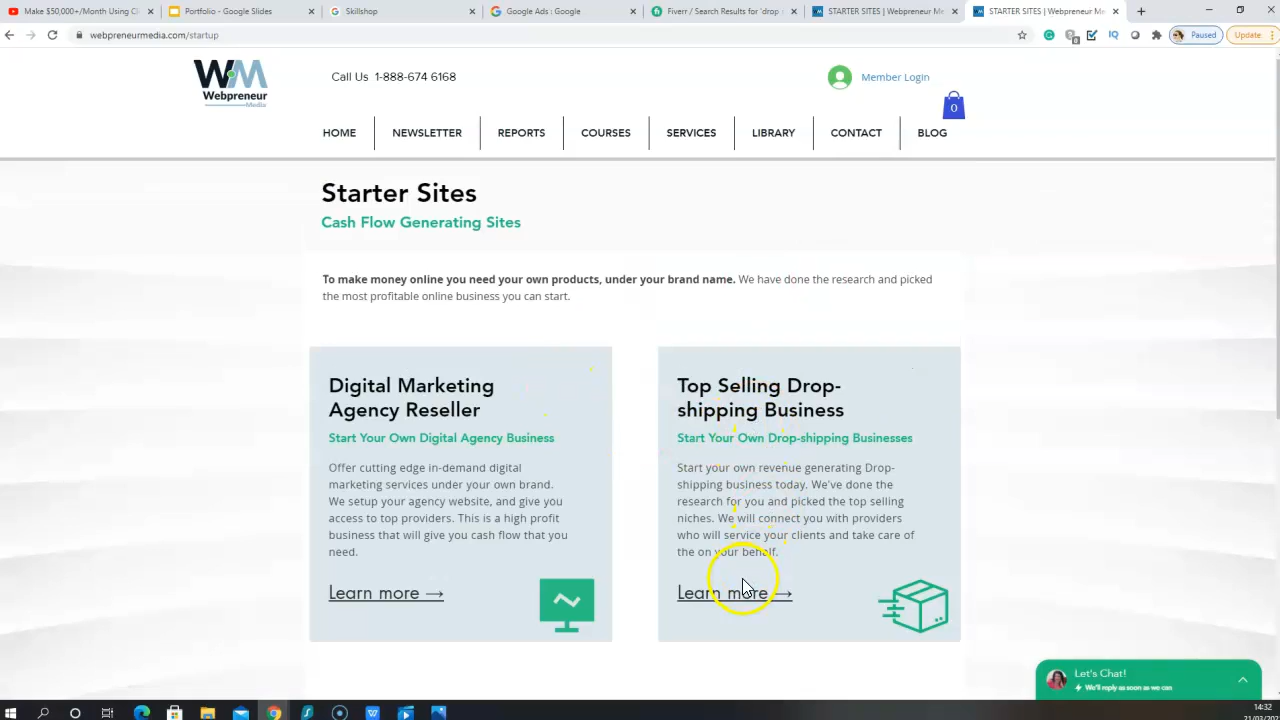 Make $50,000+/Month Using Cl
Portfolio - Google Slides
Skillshop
Google Ads : Google
Fiverr / Search Results for 'drop s
STARTER SITES | Webpreneur Me
STARTER SITES | Webpreneur M
webpreneurmedia.com/startup
Paused
Update
WM
Webpreneur
Media
Call Us 1-888-674 6168
Member Login
0
HOME
NEWSLETTER
REPORTS
COURSES
SERVICES
LIBRARY
CONTACT
BLOG
Starter Sites
Cash Flow Generating Sites
To make money online you need your own products, under your brand name. We have done the research and picked
the most profitable online business you can start.
Digital Marketing
Agency Reseller
Start Your Own Digital Agency Business
Offer cutting edge in-demand digital
marketing services under your own brand.
We setup your agency website, and give you
access to top providers. This is a high profit
business that will give you cash flow that you
need.
Learn more →
Top Selling Drop-
shipping Business
Start Your Own Drop-shipping Businesses
Start your own revenue generating Drop-
shipping business today. We've done the
research for you and picked the top selling
niches. We will connect you with providers
who will service your clients and take care of
the on your behalf.
Learn more →
Let's Chat!
We'll reply as soon as we can
14:32